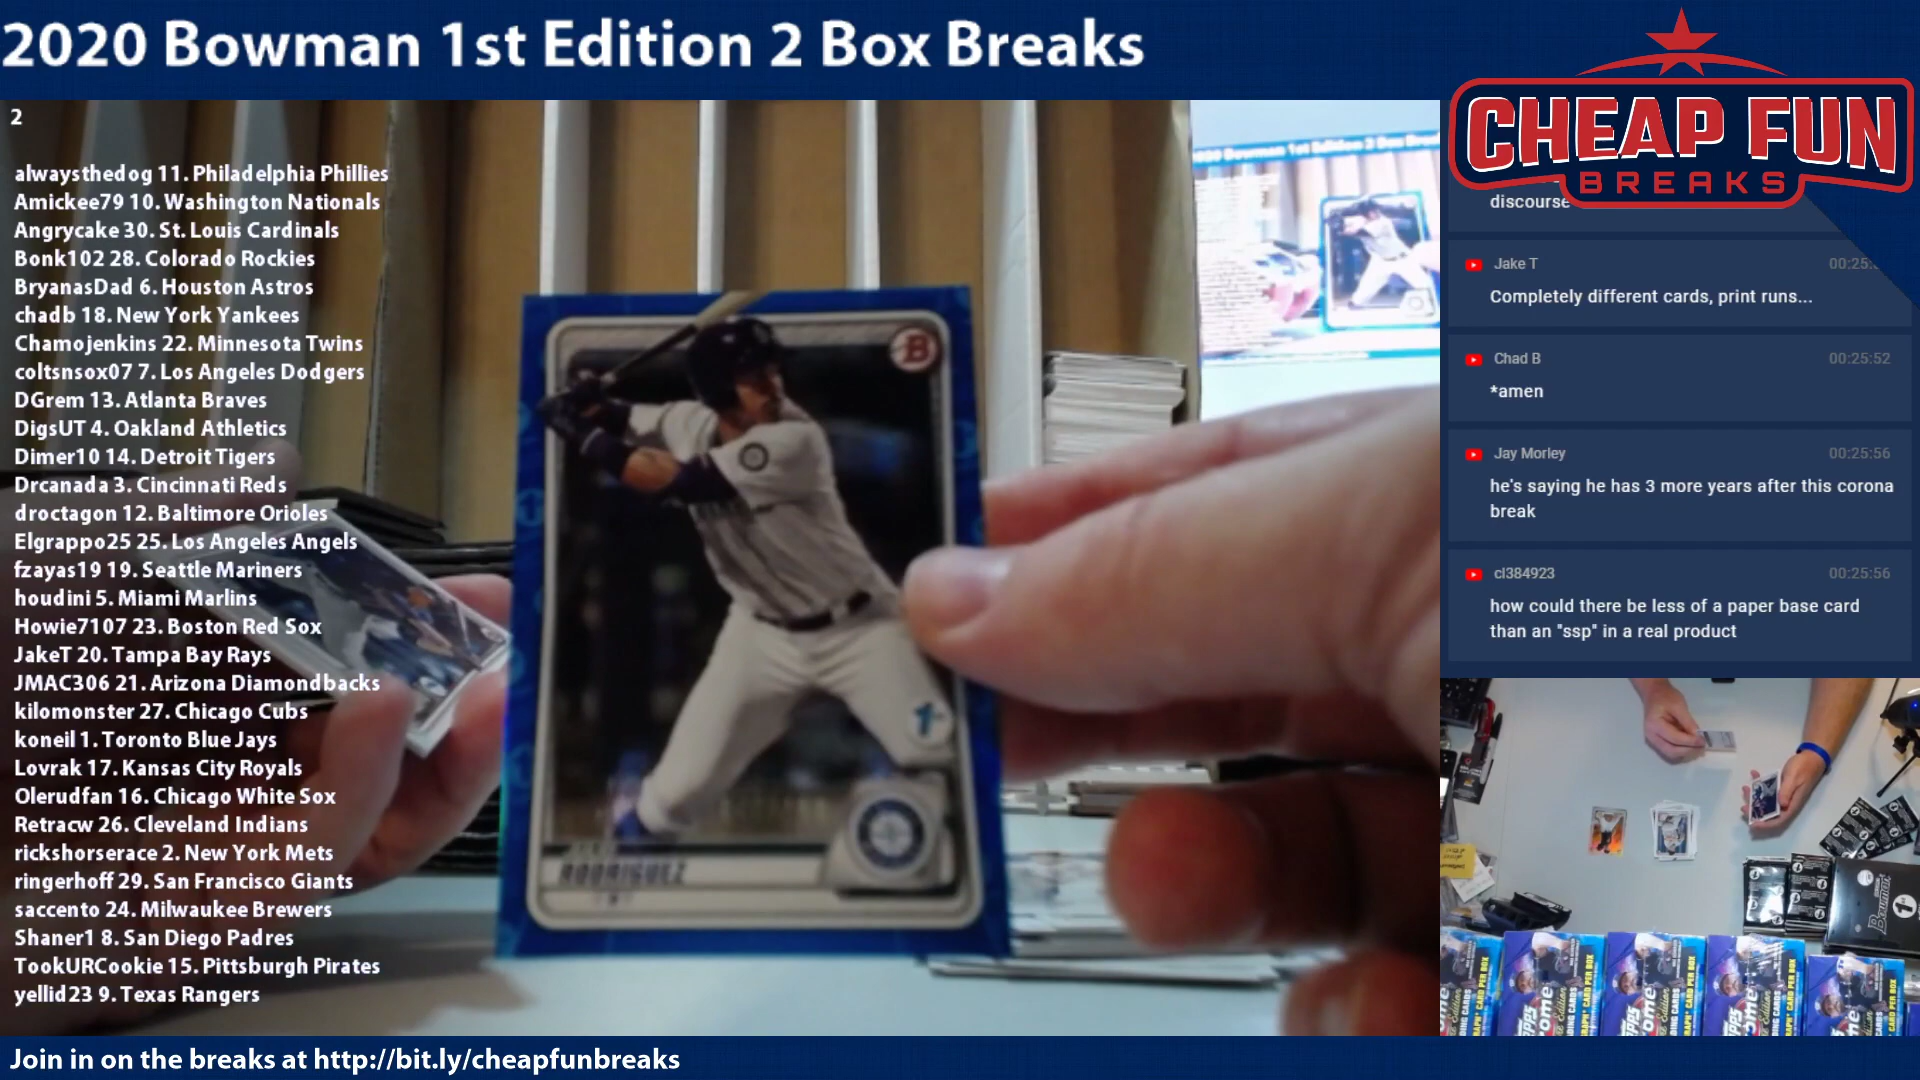 2020 Bowman 1st Edition 2 Box Breaks
CHEAP FUN
BREAKS
2
alwaysthedog 11. Philadelphia Phillies
Amickee79 10. Washington Nationals
Angrycake 30. St. Louis Cardinals
Bonk102 28. Colorado Rockies
BryanasDad 6. Houston Astros
chadb 18. New York Yankees
Chamojenkins 22. Minnesota Twins
coltsnsox07 7. Los Angeles Dodgers
DGrem 13. Atlanta Braves
DigsUT 4. Oakland Athletics
Dimer10 14. Detroit Tigers
Drcanada 3. Cincinnati Reds
droctagon 12. Baltimore Orioles
Elgrappo25 25. Los Angeles Angels
fzayas19 19. Seattle Mariners
houdini 5. Miami Marlins
Howie7107 23. Boston Red Sox
JakeT 20. Tampa Bay Rays
JMAC306 21. Arizona Diamondbacks
kilomonster 27. Chicago Cubs
koneil 1. Toronto Blue Jays
Lovrak 17. Kansas City Royals
Olerudfan 16. Chicago White Sox
Retracw 26. Cleveland Indians
rickshorserace 2. New York Mets
ringerhoff 29. San Francisco Giants
saccento 24. Milwaukee Brewers
Shaner1 8. San Diego Padres
TookURCookie 15. Pittsburgh Pirates
yellid23 9. Texas Rangers
B
1st
RODRIGUEZ
discourse
Jake T
Completely different cards, print runs...
Chad B 00:25:52
*amen
Jay Morley 00:25:56
he's saying he has 3 more years after this corona
break
cl384923 00:25:56
how could there be less of a paper base card
than an "ssp" in a real product
Bowman
Join in on the breaks at http://bit.ly/cheapfunbreaks